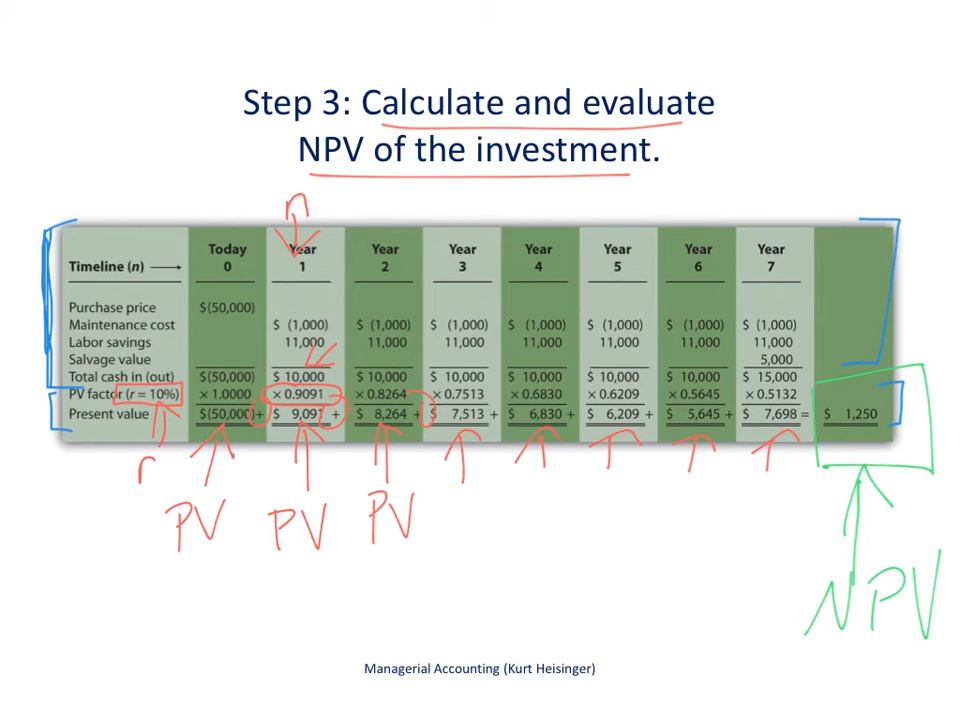 Step 3: Calculate and evaluate
NPV of the investment.
n
Today Year Year Year Year Year Year Year
Timeline (n) 0 1 2 3 4 5 6 7
Purchase price $(50,000)
Maintenance cost $ (1,000) $ (1,000) $ (1,000) $ (1,000) $ (1,000) $ (1,000) $ (1,000)
Labor savings 11,000 11,000 11,000 11,000 11,000 11,000 11,000
Salvage value 5,000
Total cash in (out) $(50,000) $ 10,000 $ 10,000 $ 10,000 $ 10,000 $ 10,000 $ 10,000 $ 15,000
PV factor (r = 10%) × 1.0000 × 0.9091 × 0.8264 × 0.7513 × 0.6830 × 0.6209 × 0.5645 × 0.5132
Present value $(50,000) + $ 9,091 + $ 8,264 + $ 7,513 + $ 6,830 + $ 6,209 + $ 5,645 + $ 7,698 = $ 1,250
r
PV PV PV
NPV
Managerial Accounting (Kurt Heisinger)